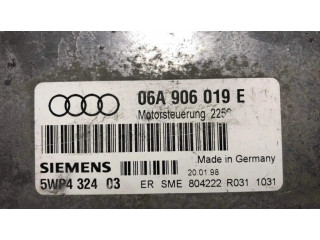 06A 906 019 E
Motorsteuerung 2256
Made in Germany
SIEMENS
20.01.98
5WP4 324 03
ER SME 804222 R031 1031